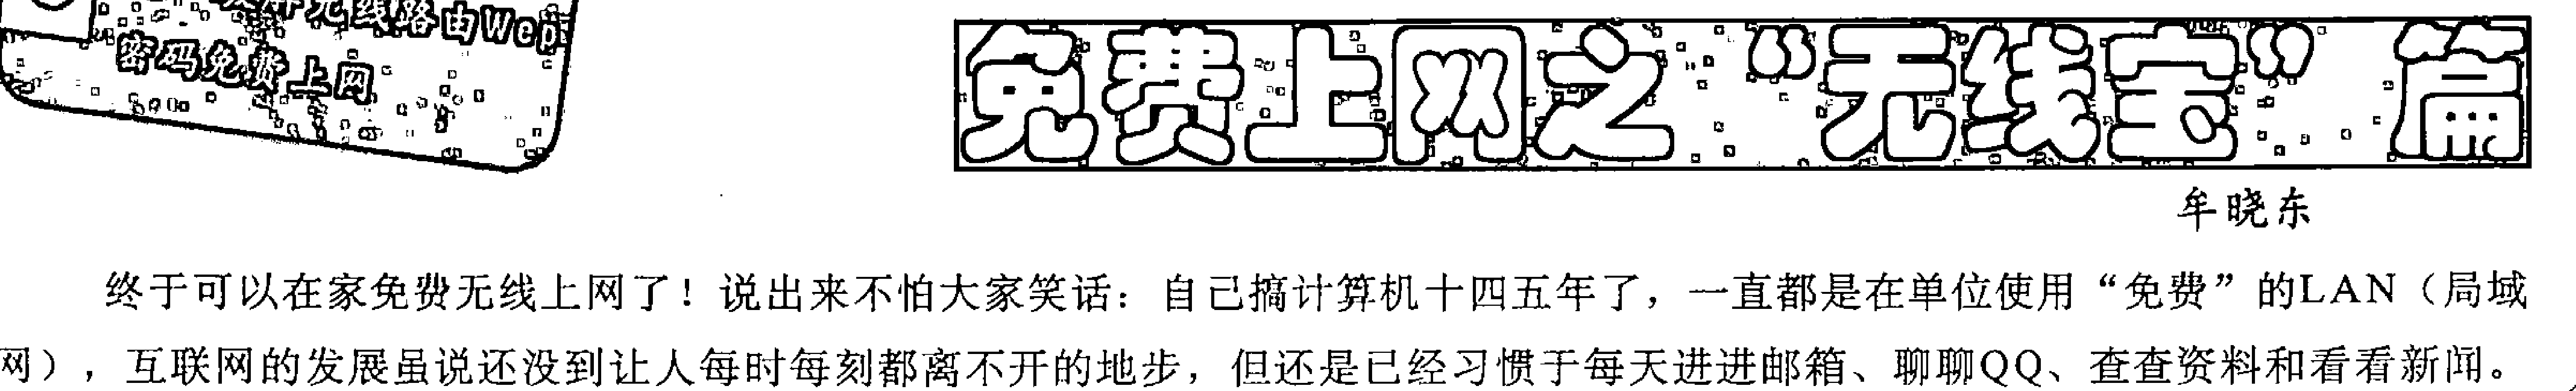 无线路由Wep
密码免费上网
免费上网之“无线宝”篇
牟晓东
终于可以在家免费无线上网了！说出来不怕大家笑话：自己搞计算机十四五年了，一直都是在单位使用“免费”的LAN（局域
网），互联网的发展虽说还没到让人每时每刻都离不开的地步，但还是已经习惯于每天进进邮箱、聊聊QQ、查查资料和看看新闻。